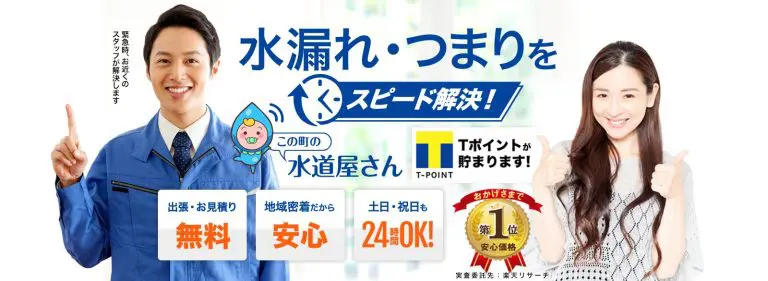 緊急時、お近くの
スタッフが解決します
水漏れ・つまりを
スピード解決！
この町の
水道屋さん
T
T-POINT
Tポイントが
貯まります!
出張・お見積り
無料
地域密着だから
安心
土日・祝日も
24時間OK!
おかげさまで
第1位
安心価格
実査委託先：楽天リサーチ